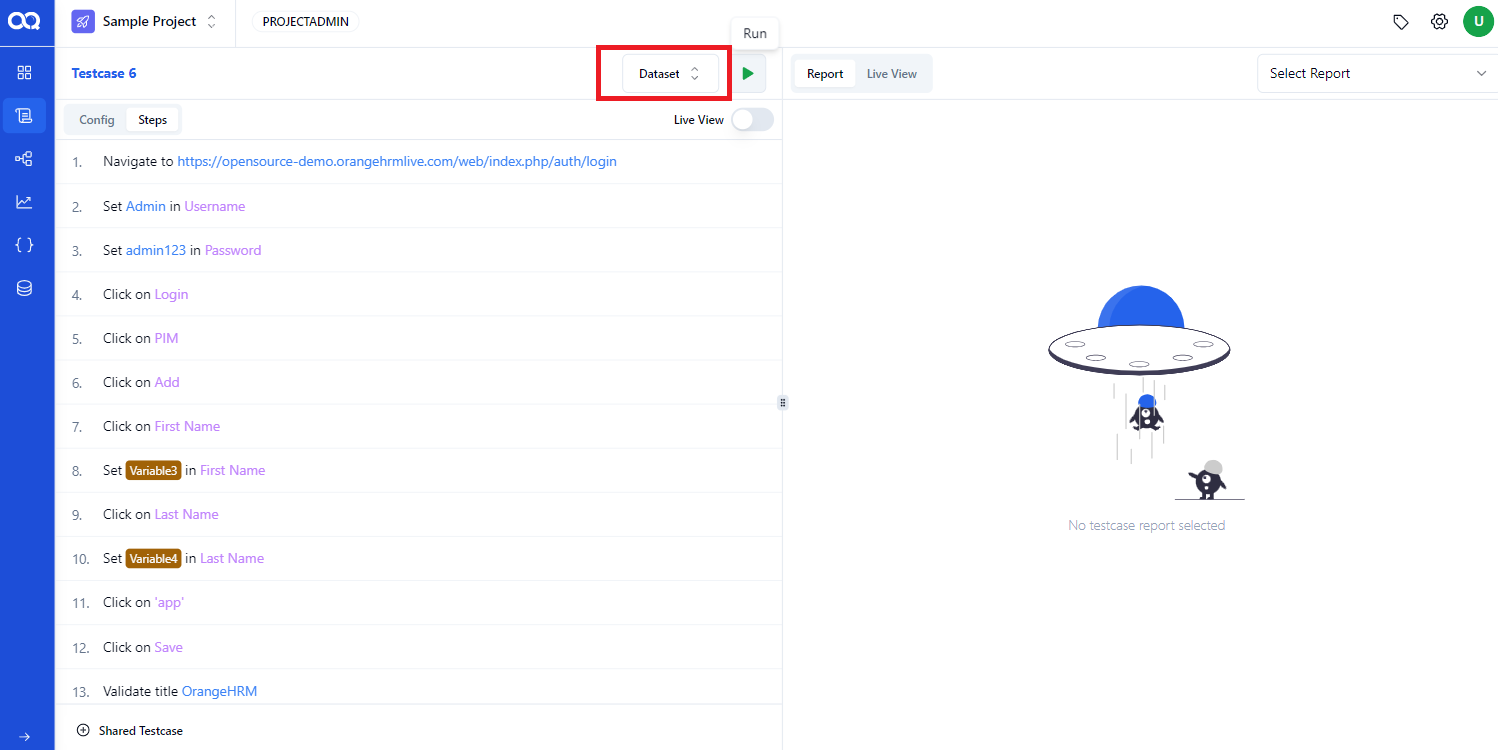 Sample Project
PROJECTADMIN
U
Run
Testcase 6
Dataset
Report
Live View
Select Report
Config
Steps
Live View
1. Navigate to https://opensource-demo.orangehrmlive.com/web/index.php/auth/login
2. Set Admin in Username
3. Set admin123 in Password
4. Click on Login
5. Click on PIM
6. Click on Add
7. Click on First Name
8. Set Variable3 in First Name
9. Click on Last Name
10. Set Variable4 in Last Name
11. Click on 'app'
12. Click on Save
13. Validate title OrangeHRM
Shared Testcase
No testcase report selected